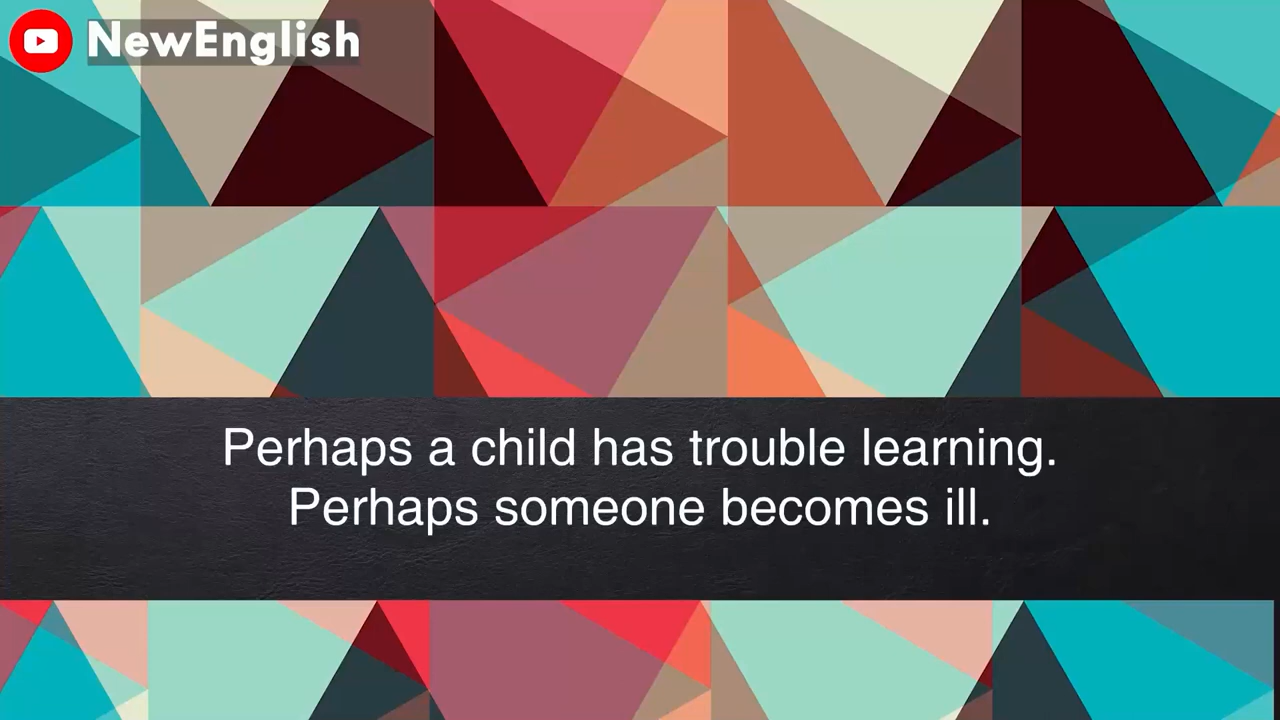 NewEnglish
Perhaps a child has trouble learning.
Perhaps someone becomes ill.